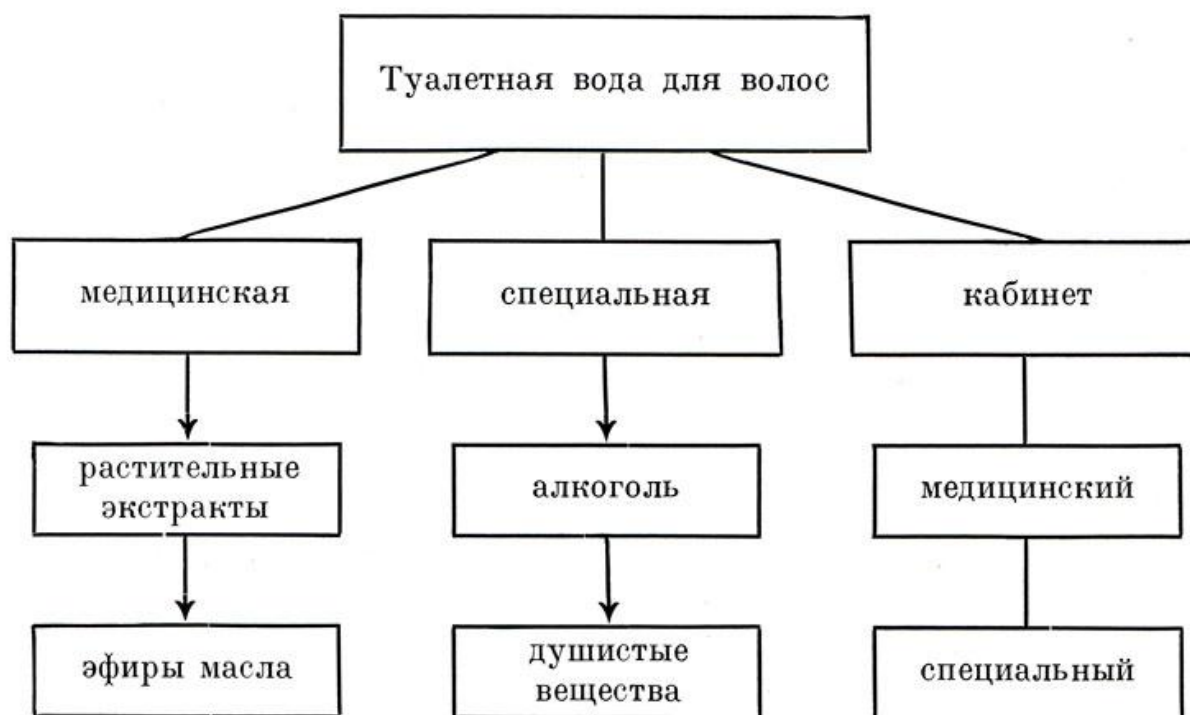 Туалетная вода для волос
медицинская
специальная
кабинет
растительные
экстракты
алкоголь
медицинский
эфиры масла
душистые
вещества
специальный